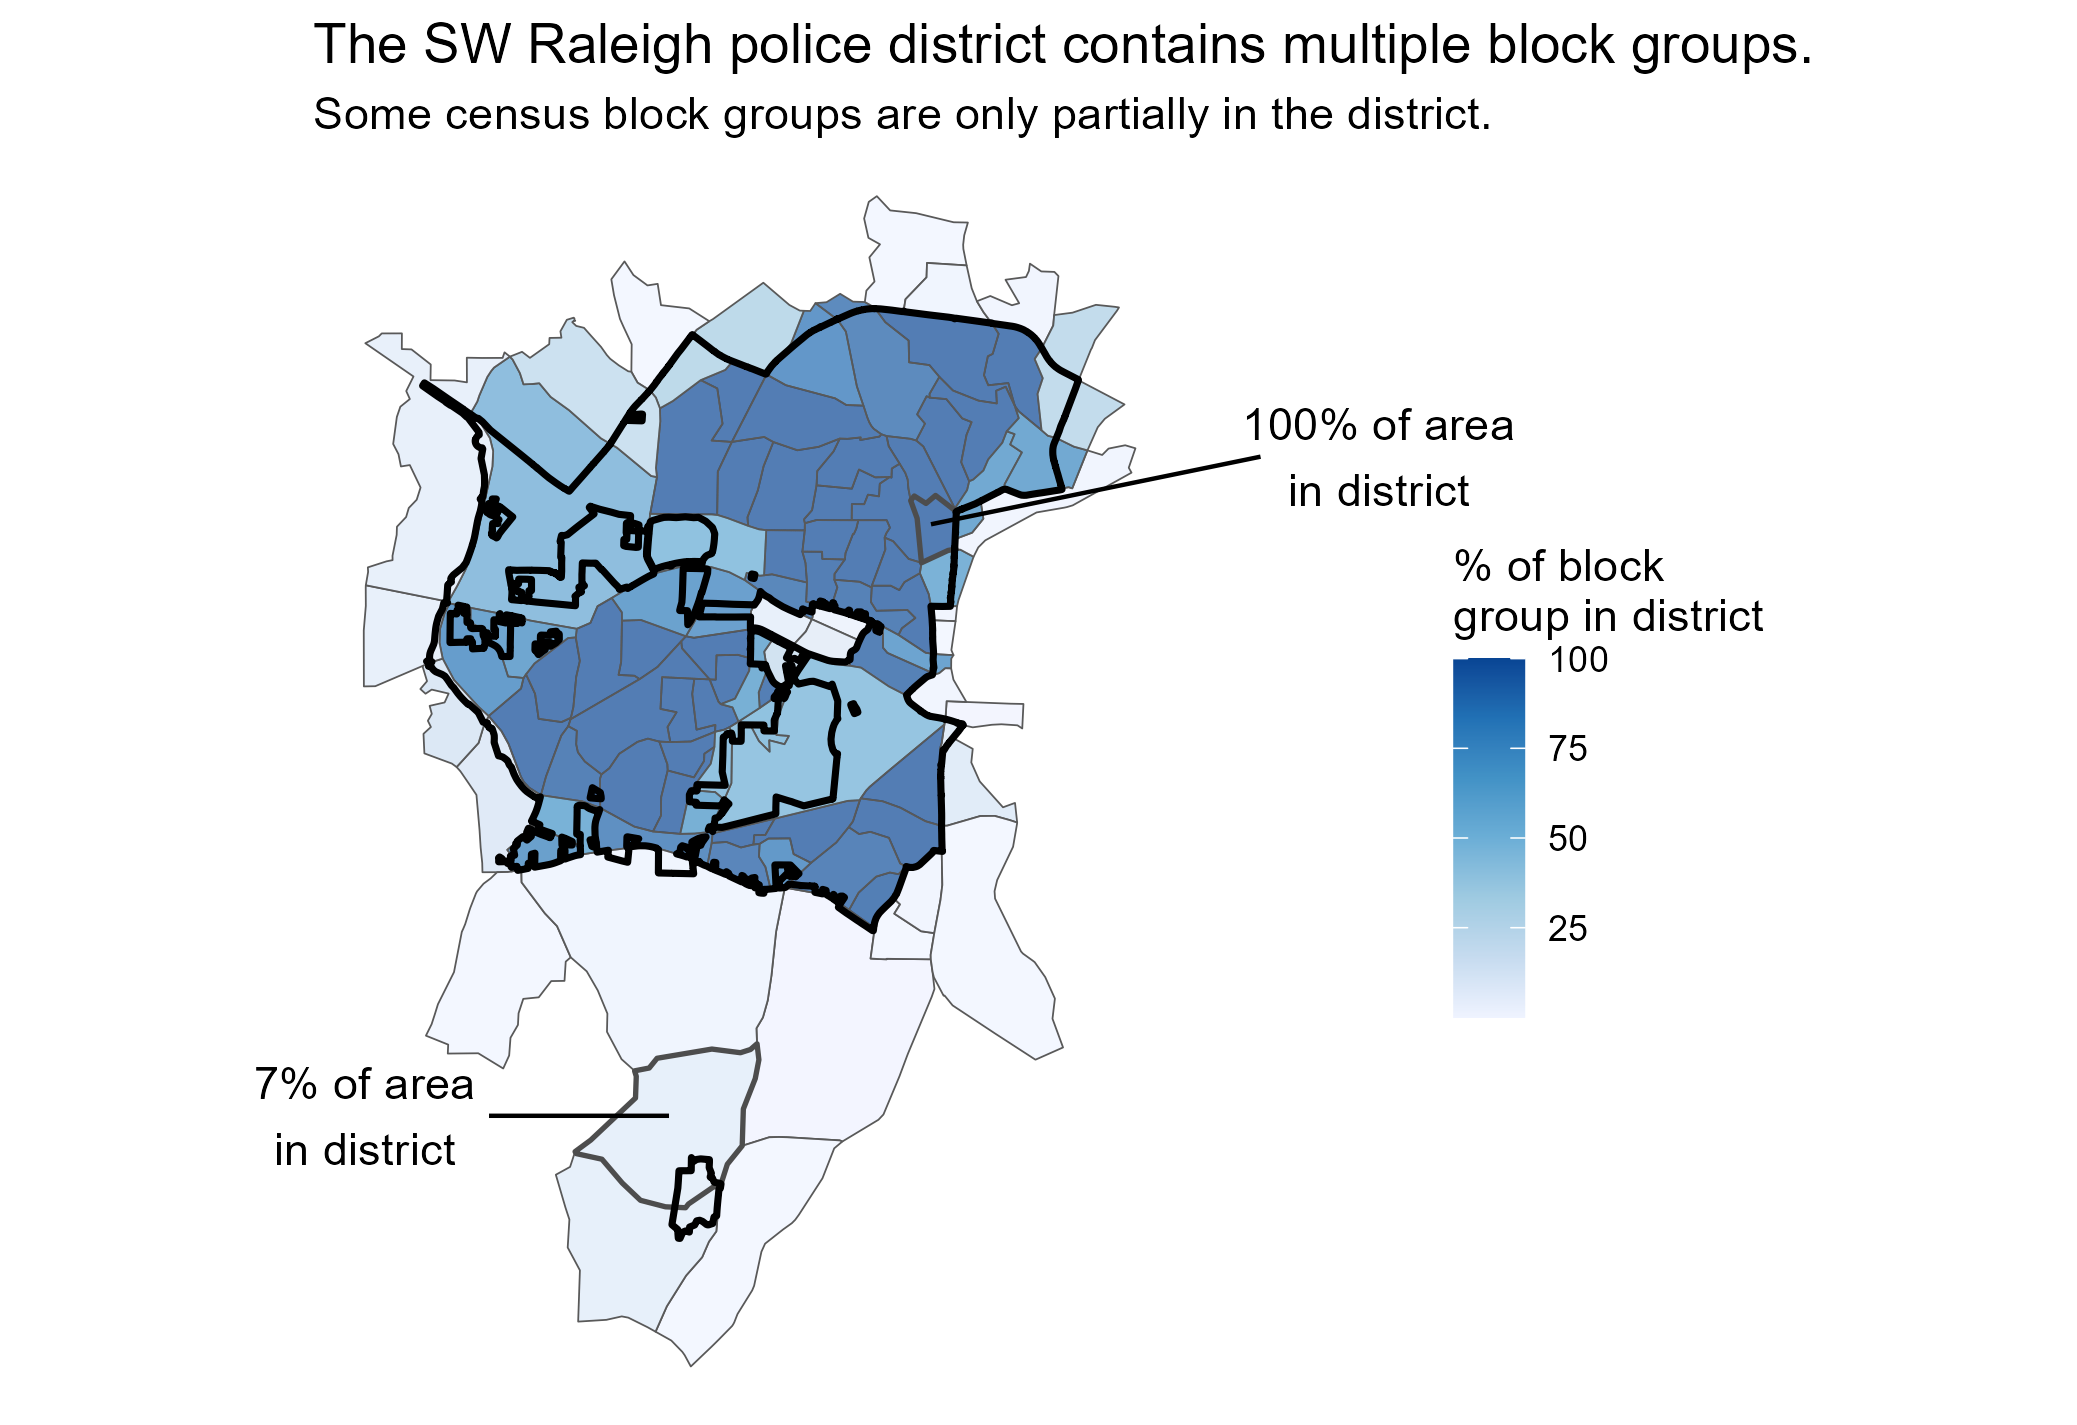 The SW Raleigh police district contains multiple block groups.
Some census block groups are only partially in the district.
100% of area
in district
% of block
group in district
100
75
50
25
7% of area
in district